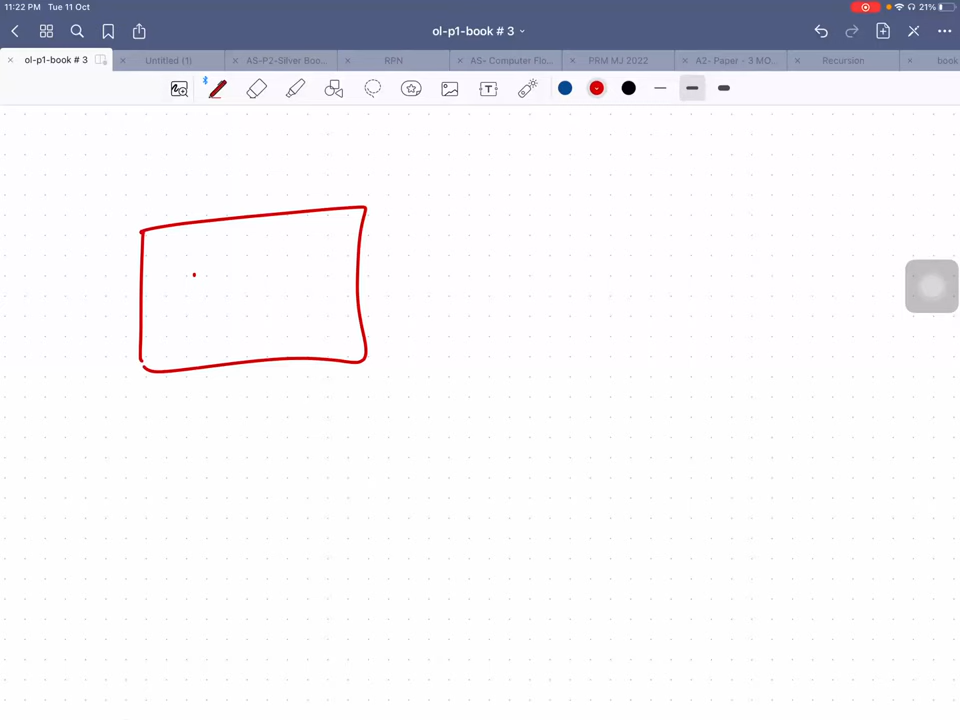 11:22 PM Tue 11 Oct
21%
ol-p1-book # 3
ol-p1-book # 3
Untitled (1)
AS-P2-Silver Boo...
RPN
AS- Computer Flo...
PRM MJ 2022
A2- Paper - 3 MO...
Recursion
book
T